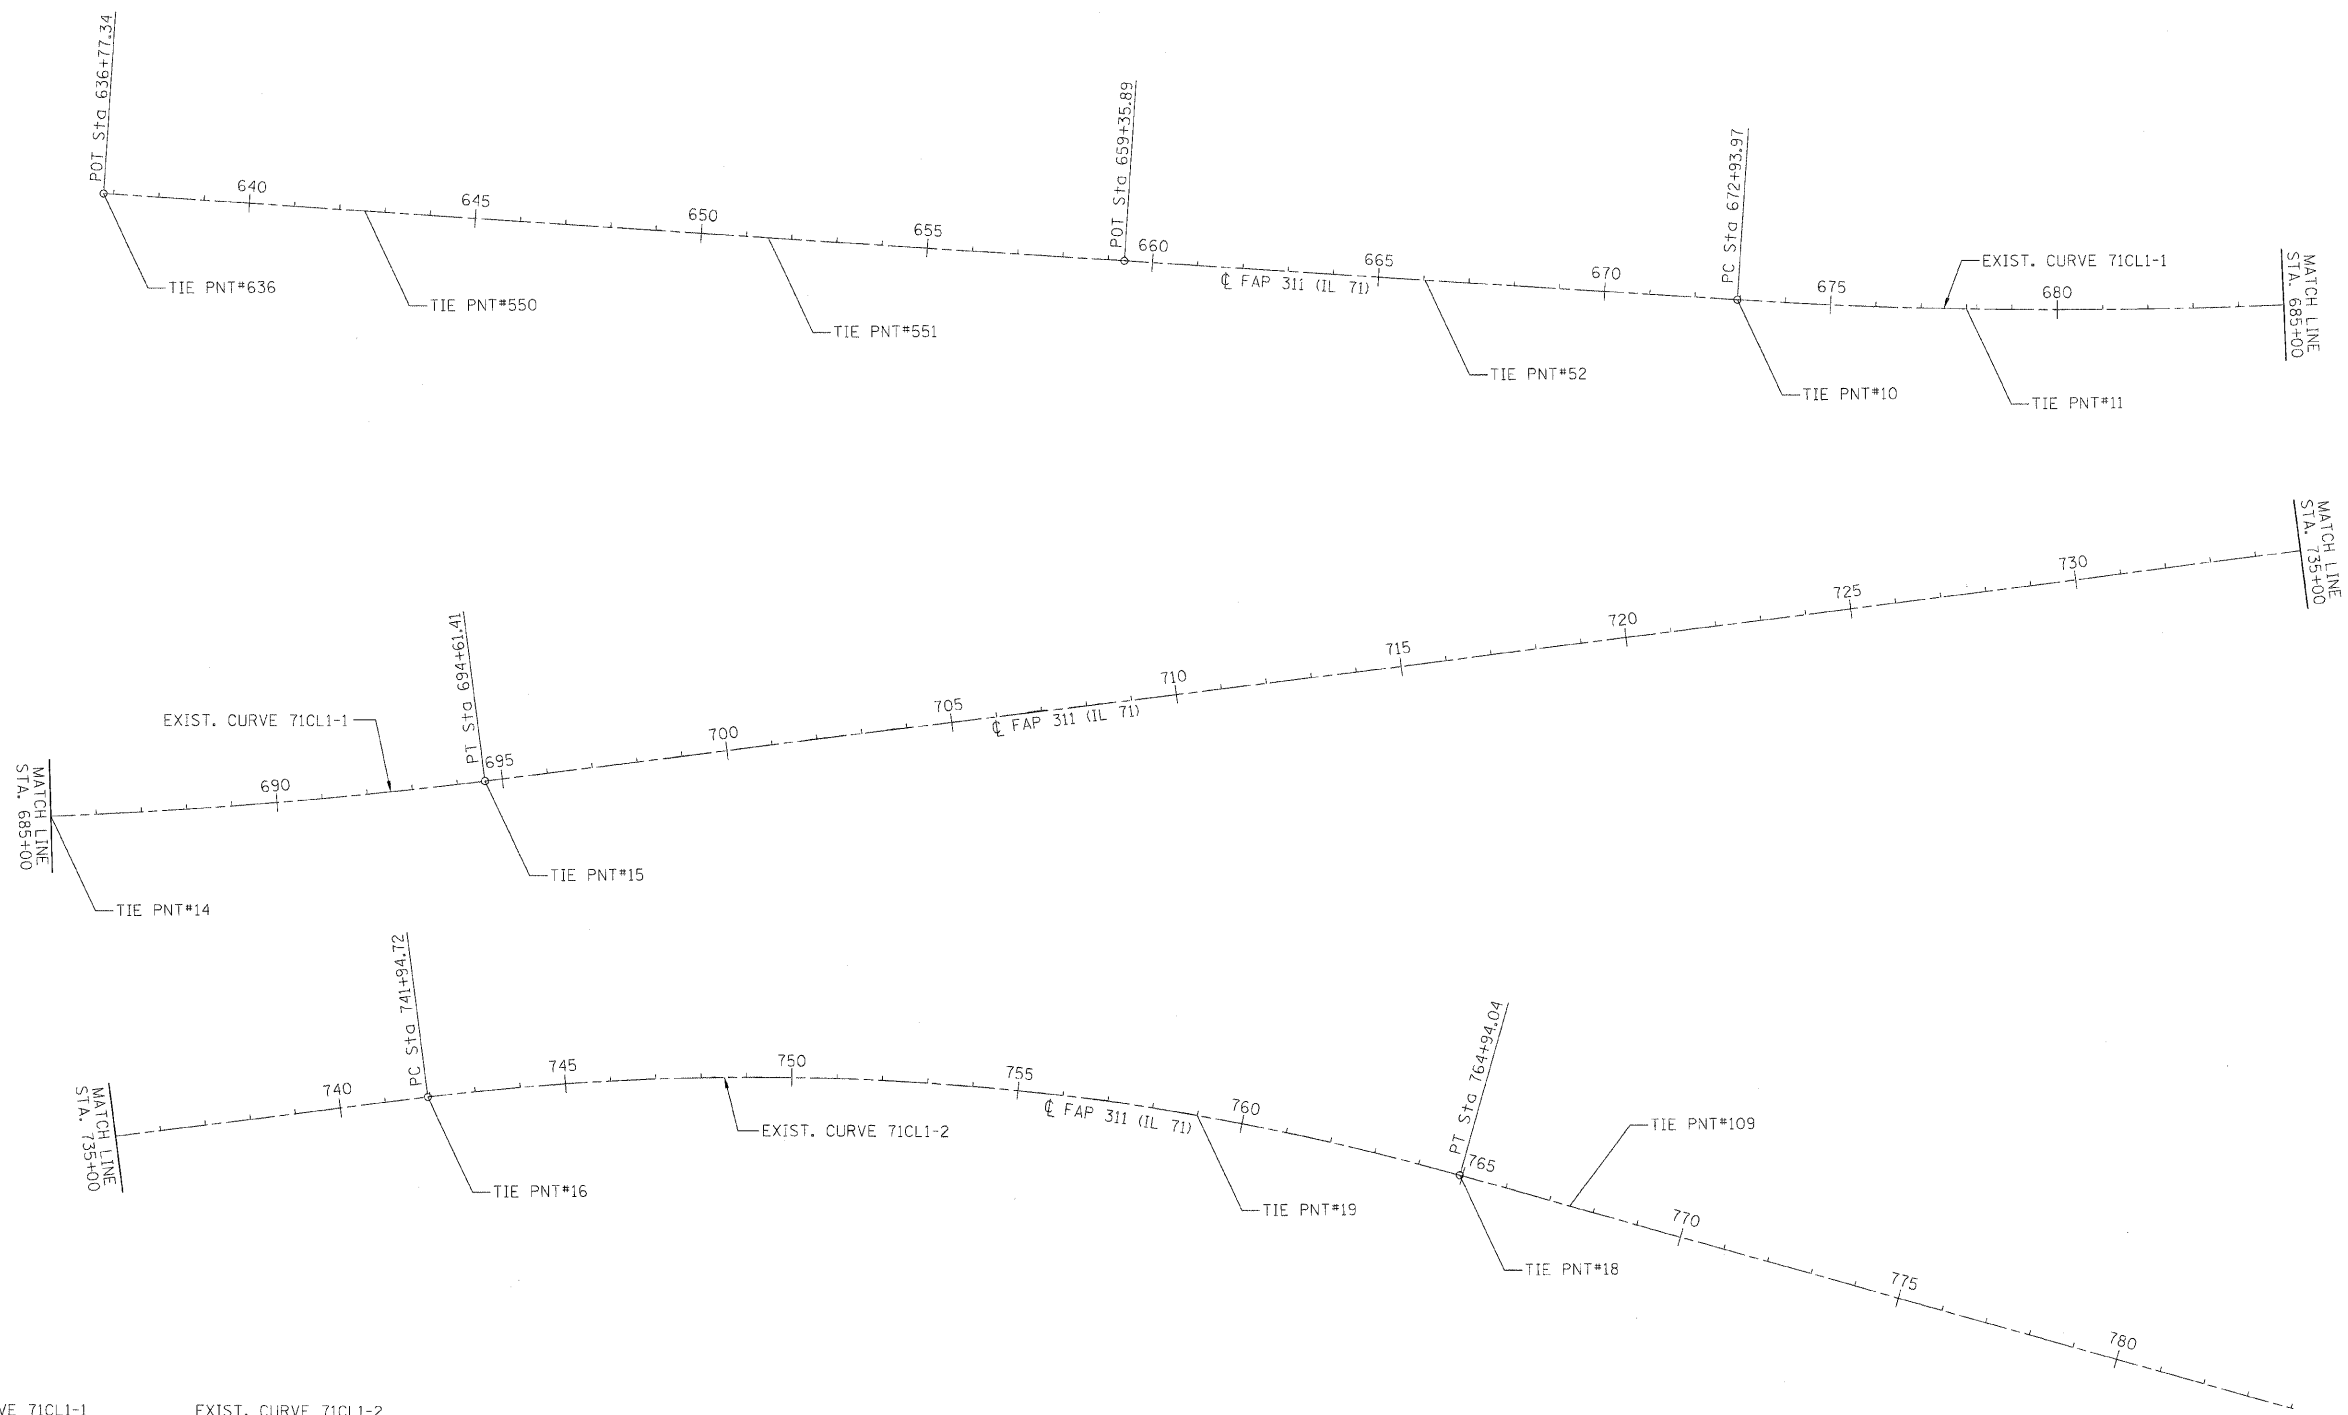 POT Sta 636+77.34
640
645
650
655
POT Sta 659+35.89
660
665
670
PC Sta 672+93.97
675
680
EXIST. CURVE 71CL1-1
MATCH LINE
STA. 685+00
℄ FAP 311 (IL 71)
TIE PNT#636
TIE PNT#550
TIE PNT#551
TIE PNT#52
TIE PNT#10
TIE PNT#11
MATCH LINE
STA. 685+00
EXIST. CURVE 71CL1-1
690
PT Sta 694+61.41
695
700
705
℄ FAP 311 (IL 71)
710
715
720
725
730
MATCH LINE
STA. 735+00
TIE PNT#14
TIE PNT#15
MATCH LINE
STA. 735+00
740
PC Sta 741+94.72
745
750
755
℄ FAP 311 (IL 71)
760
PT Sta 764+94.04
765
770
775
780
EXIST. CURVE 71CL1-2
TIE PNT#16
TIE PNT#19
TIE PNT#18
TIE PNT#109
VE 71CL1-1
EXIST. CURVE 71CL1-2